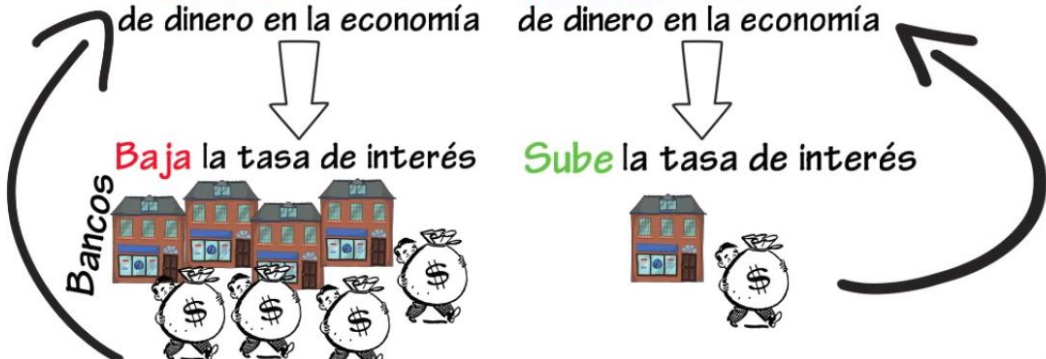 de dinero en la economía
de dinero en la economía
Baja la tasa de interés
Sube la tasa de interés
Bancos
$
$
$
$
$